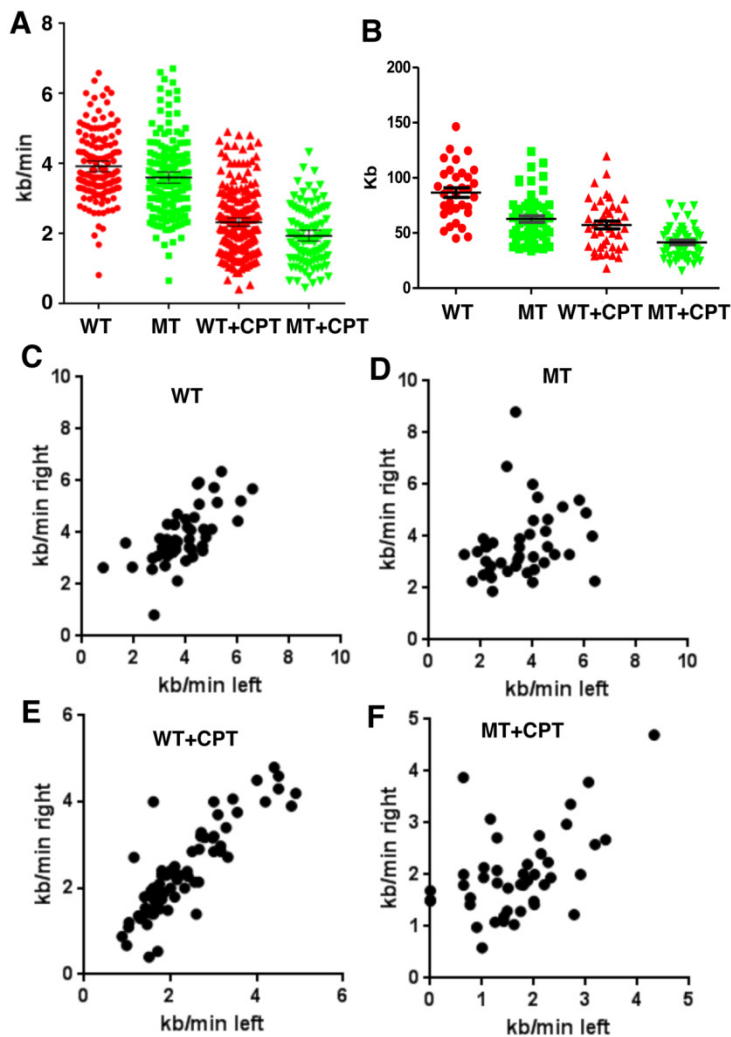 A
8
6
4
2
0
kb/min
WT MT WT+CPT MT+CPT
B
200
150
100
50
0
Kb
WT MT WT+CPT MT+CPT
C
WT
10
8
6
4
2
0
kb/min right
0 2 4 6 8 10
kb/min left
D
MT
10
8
6
4
2
0
kb/min right
0 2 4 6 8 10
kb/min left
E
WT+CPT
6
4
2
0
kb/min right
0 2 4 6
kb/min left
F
MT+CPT
5
4
3
2
1
0
kb/min right
0 1 2 3 4 5
kb/min left